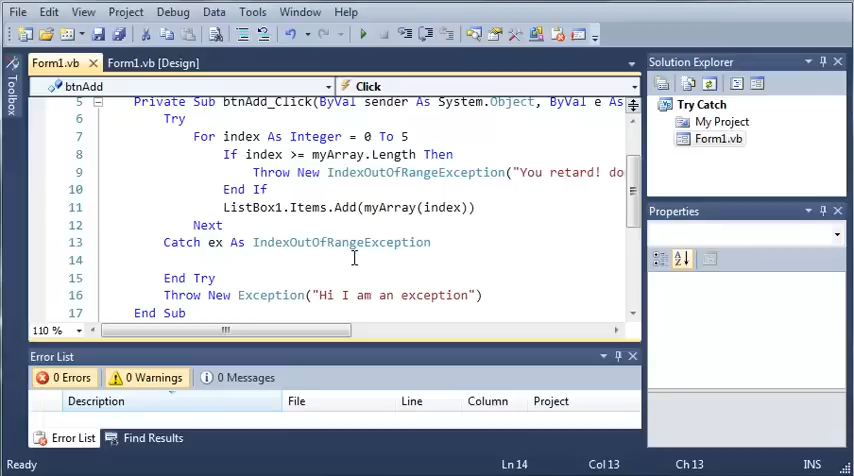 File Edit View Project Debug Data Tools Window Help
Form1.vb Form1.vb [Design]
Toolbox
btnAdd Click
5 Private Sub btnAdd_Click(ByVal sender As System.Object, ByVal e As
6 Try
7 For index As Integer = 0 To 5
8 If index >= myArray.Length Then
9 Throw New IndexOutOfRangeException("You retard! do
10 End If
11 ListBox1.Items.Add(myArray(index))
12 Next
13 Catch ex As IndexOutOfRangeException
14
15 End Try
16 Throw New Exception("Hi I am an exception")
17 End Sub
110 %
Solution Explorer
Try Catch
My Project
Form1.vb
Properties
Error List
0 Errors 0 Warnings 0 Messages
Description File Line Column Project
Error List Find Results
Ready Ln 14 Col 13 Ch 13 INS